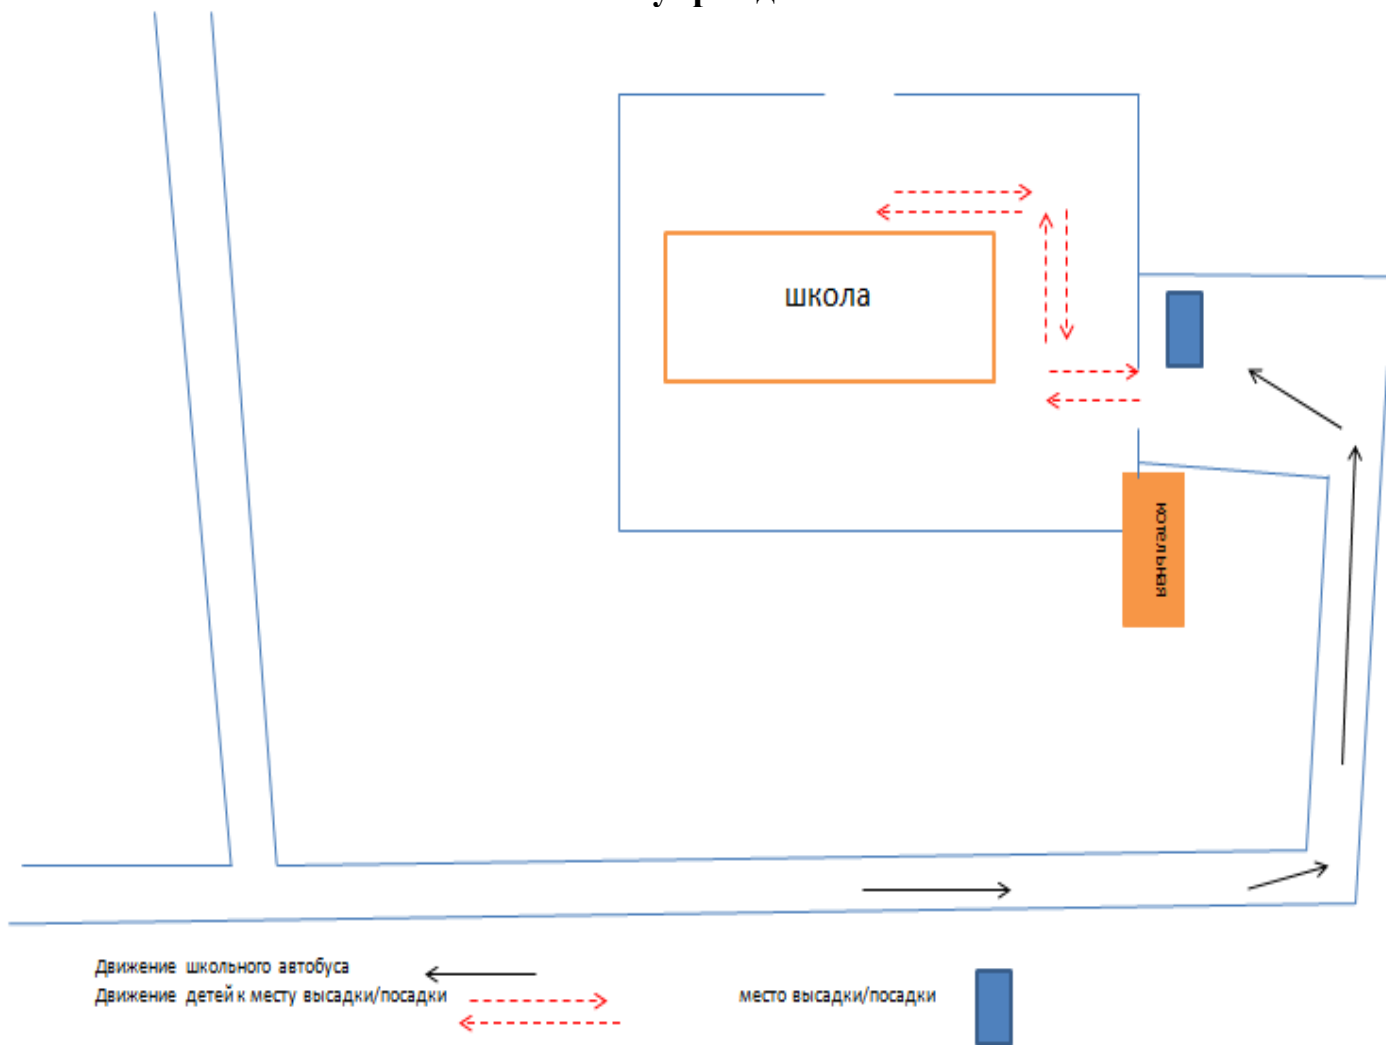 школа
котельная
Движение школьного автобуса
Движение детей к месту высадки/посадки
место высадки/посадки